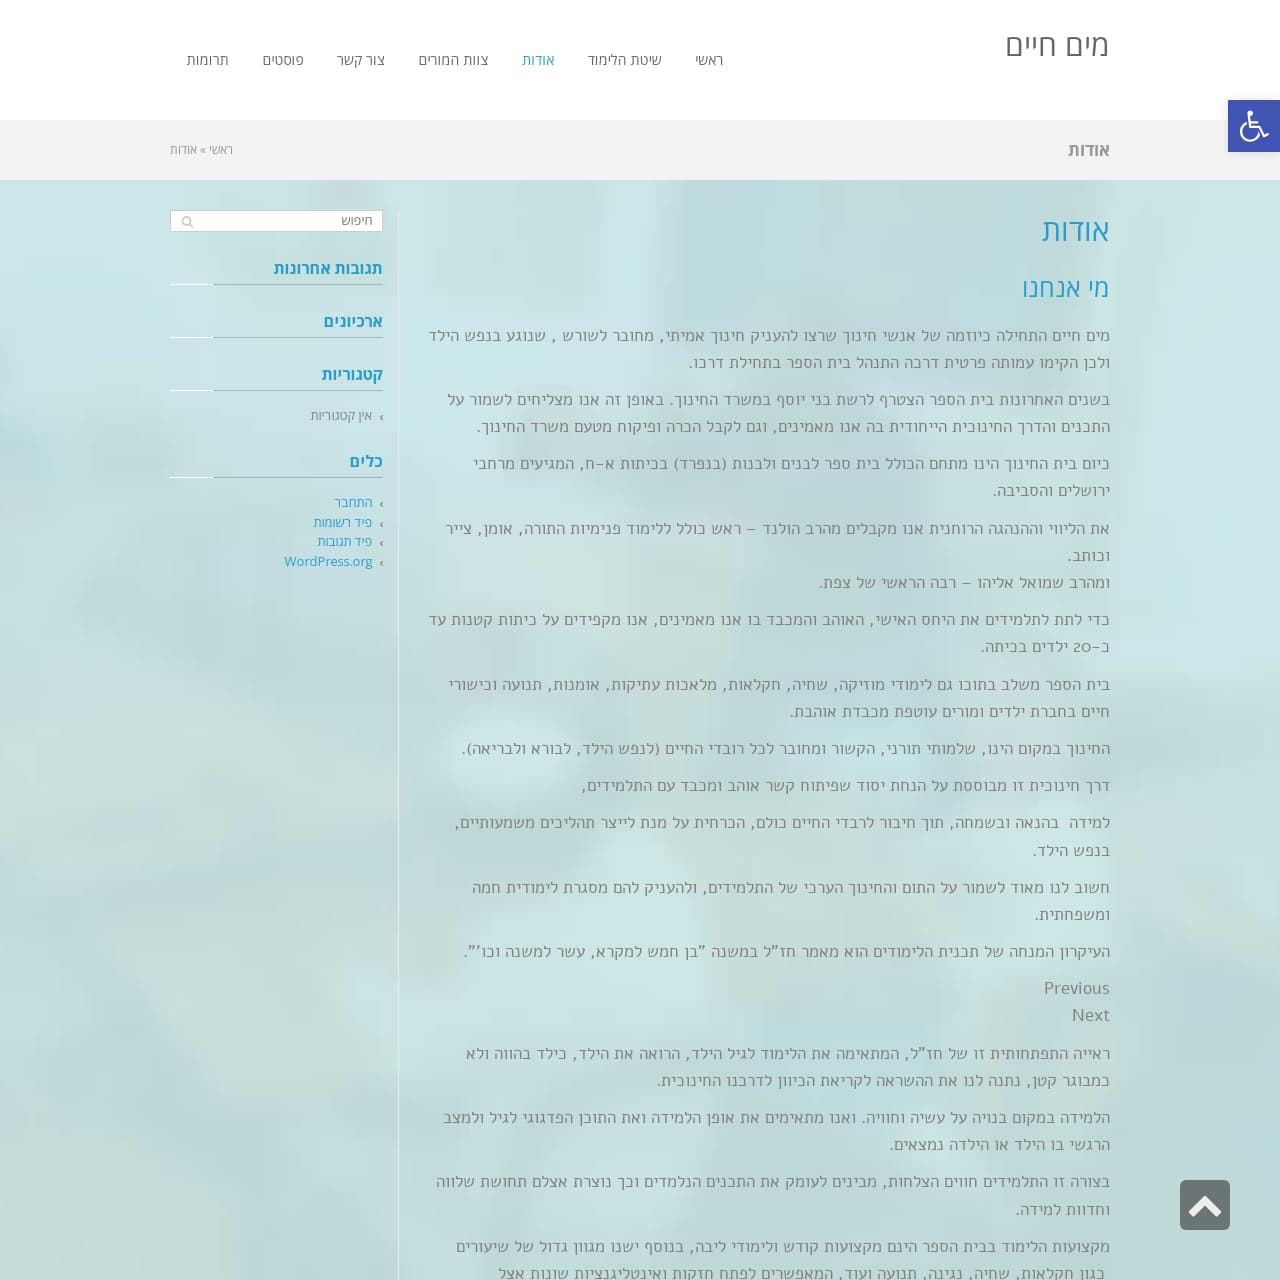 מים חיים
ראשי
שיטת הלימוד
אודות
צוות המורים
צור קשר
פוסטים
תרומות
אודות
ראשי » אודות
אודות
מי אנחנו
מים חיים התחילה כיוזמה של אנשי חינוך שרצו להעניק חינוך אמיתי, מחובר לשורש , שנוגע בנפש הילד
ולכן הקימו עמותה פרטית דרכה התנהל בית הספר בתחילת דרכו.
בשנים האחרונות בית הספר הצטרף לרשת בני יוסף במשרד החינוך. באופן זה אנו מצליחים לשמור על
התכנים והדרך החינוכית הייחודית בה אנו מאמינים, וגם לקבל הכרה ופיקוח מטעם משרד החינוך.
כיום בית החינוך הינו מתחם הכולל בית ספר לבנים ולבנות (בנפרד) בכיתות א-ח, המגיעים מרחבי
ירושלים והסביבה.
את הליווי וההנהגה הרוחנית אנו מקבלים מהרב הולנד – ראש כולל ללימוד פנימיות התורה, אומן, צייר
וכותב.
ומהרב שמואל אליהו – רבה הראשי של צפת.
כדי לתת לתלמידים את היחס האישי, האוהב והמכבד בו אנו מאמינים, אנו מקפידים על כיתות קטנות עד
כ-20 ילדים בכיתה.
בית הספר משלב בתוכו גם לימודי מוזיקה, שחיה, חקלאות, מלאכות עתיקות, אומנות, תנועה וכישורי
חיים בחברת ילדים ומורים עוטפת מכבדת אוהבת.
החינוך במקום הינו, שלמותי תורני, הקשור ומחובר לכל רובדי החיים (לנפש הילד, לבורא ולבריאה).
דרך חינוכית זו מבוססת על הנחת יסוד שפיתוח קשר אוהב ומכבד עם התלמידים,
למידה  בהנאה ובשמחה, תוך חיבור לרבדי החיים כולם, הכרחית על מנת לייצר תהליכים משמעותיים,
בנפש הילד.
חשוב לנו מאוד לשמור על התום והחינוך הערכי של התלמידים, ולהעניק להם מסגרת לימודית חמה
ומשפחתית.
העיקרון המנחה של תכנית הלימודים הוא מאמר חז"ל במשנה "בן חמש למקרא, עשר למשנה וכו'".
Previous
Next
ראייה התפתחותית זו של חז"ל, המתאימה את הלימוד לגיל הילד, הרואה את הילד, כילד בהווה ולא
כמבוגר קטן, נתנה לנו את ההשראה לקריאת הכיוון לדרכנו החינוכית.
הלמידה במקום בנויה על עשיה וחוויה. ואנו מתאימים את אופן הלמידה ואת התוכן הפדגוגי לגיל ולמצב
הרגשי בו הילד או הילדה נמצאים.
בצורה זו התלמידים חווים הצלחות, מבינים לעומק את התכנים הנלמדים וכך נוצרת אצלם תחושת שלווה
וחדוות למידה.
מקצועות הלימוד בבית הספר הינם מקצועות קודש ולימודי ליבה, בנוסף ישנו מגוון גדול של שיעורים
כגון חקלאות, שחיה, נגינה, תנועה ועוד, המאפשרים לפתח חזקות ואינטליגנציות שונות אצל
חיפוש
תגובות אחרונות
ארכיונים
קטגוריות
אין קטגוריות
כלים
התחבר
פיד רשומות
פיד תגובות
WordPress.org